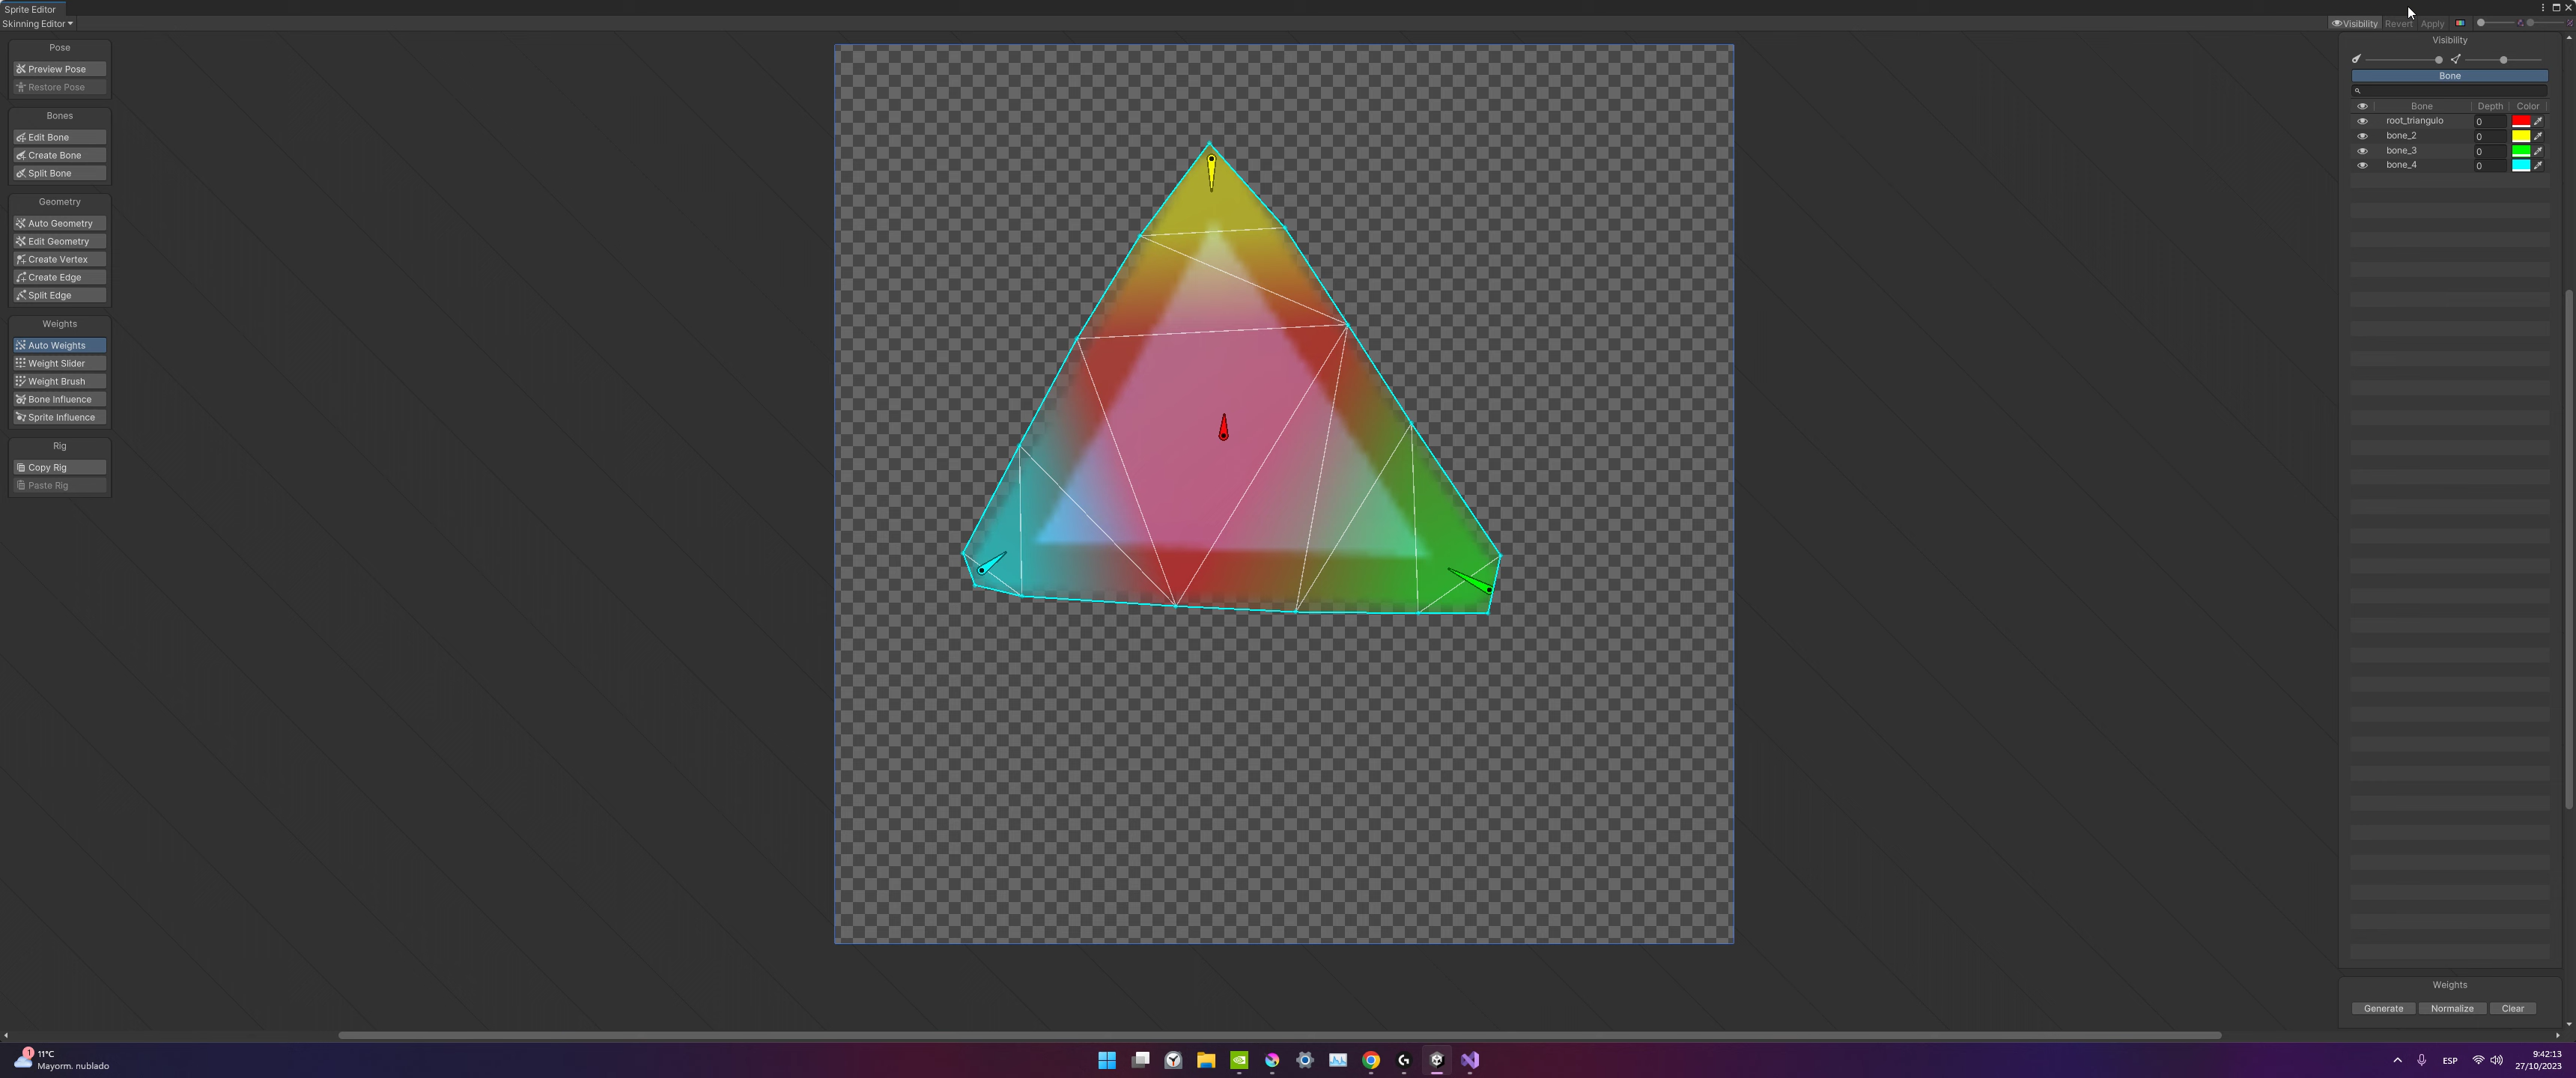 Sprite Editor
Skinning Editor
Visibility Revert Apply
Pose
Preview Pose
Restore Pose
Bones
Edit Bone
Create Bone
Split Bone
Geometry
Auto Geometry
Edit Geometry
Create Vertex
Create Edge
Split Edge
Weights
Auto Weights
Weight Slider
Weight Brush
Bone Influence
Sprite Influence
Rig
Copy Rig
Paste Rig
Visibility
Bone
Bone Depth Color
root_triangulo 0
bone_2 0
bone_3 0
bone_4 0
Weights
Generate Normalize Clear
1
11°C
Mayorm. nublado
ESP
9:42:13
27/10/2023